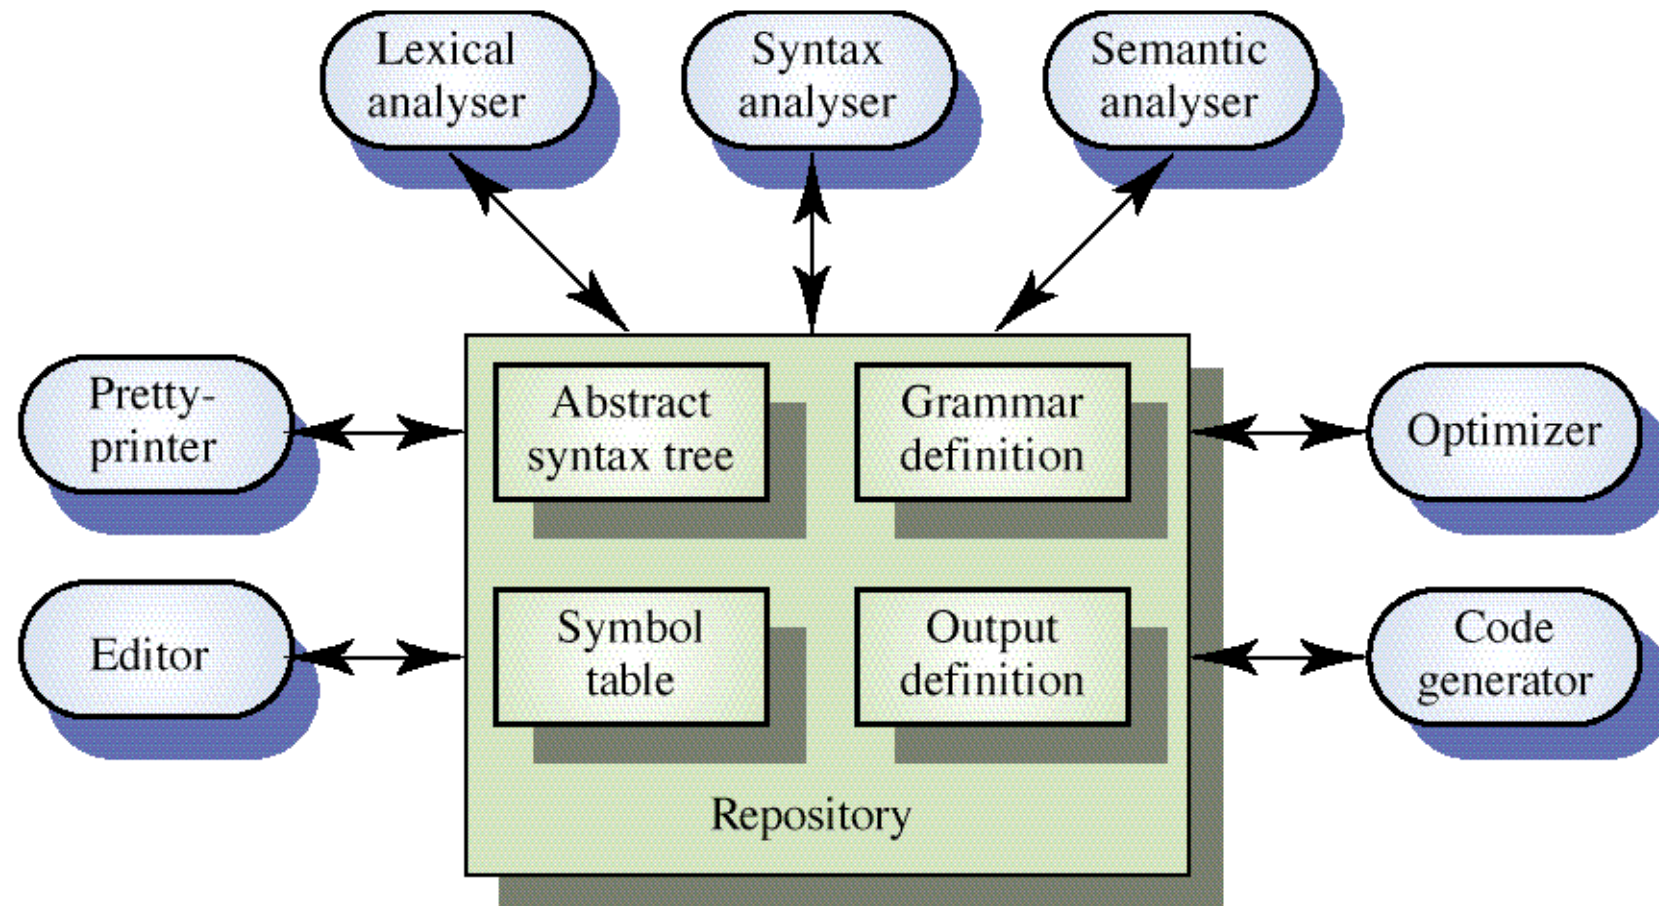 Lexical
analyser
Syntax
analyser
Semantic
analyser
Pretty-
printer
Abstract
syntax tree
Grammar
definition
Optimizer
Editor
Symbol
table
Output
definition
Code
generator
Repository